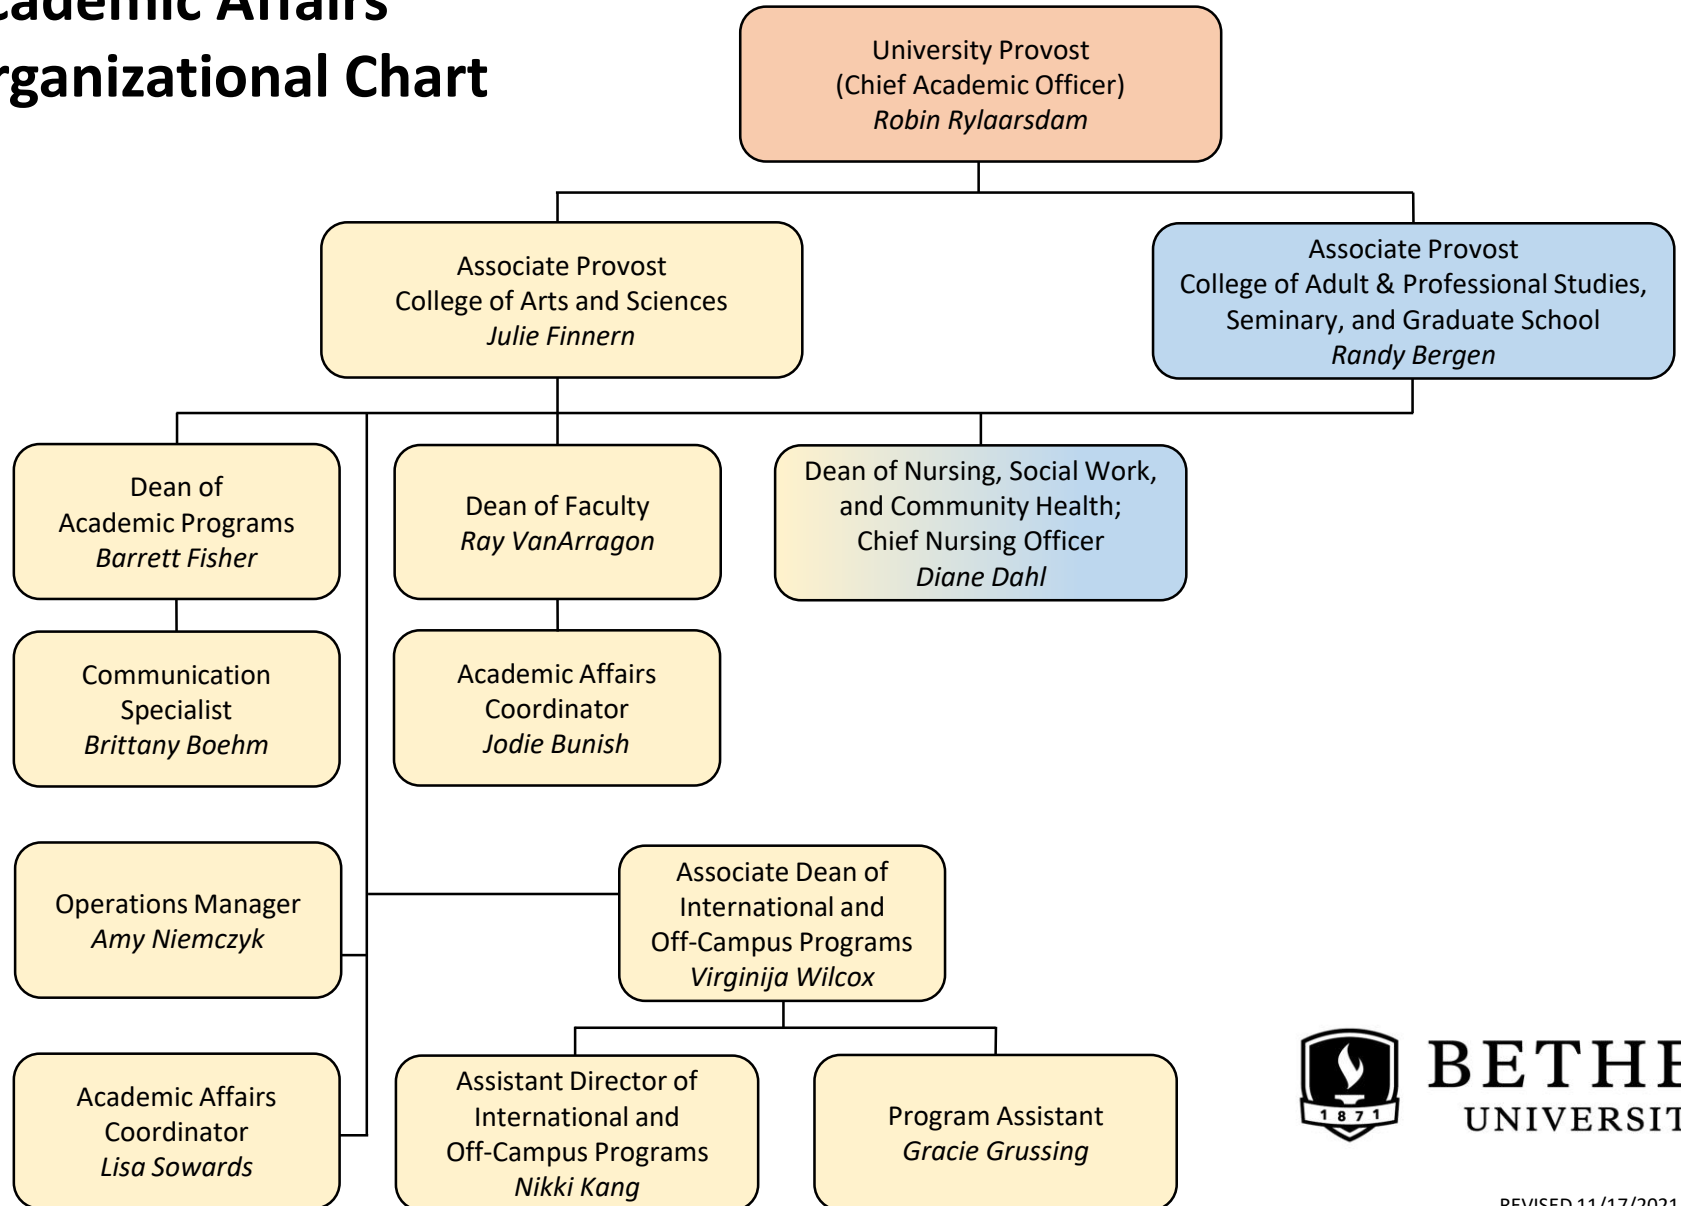 cademic Affairs
rganizational Chart
University Provost
(Chief Academic Officer)
Robin Rylaarsdam
Associate Provost
College of Arts and Sciences
Julie Finnern
Associate Provost
College of Adult & Professional Studies,
Seminary, and Graduate School
Randy Bergen
Dean of
Academic Programs
Barrett Fisher
Dean of Faculty
Ray VanArragon
Dean of Nursing, Social Work,
and Community Health;
Chief Nursing Officer
Diane Dahl
Communication
Specialist
Brittany Boehm
Academic Affairs
Coordinator
Jodie Bunish
Operations Manager
Amy Niemczyk
Associate Dean of
International and
Off-Campus Programs
Virginija Wilcox
Academic Affairs
Coordinator
Lisa Sowards
Assistant Director of
International and
Off-Campus Programs
Nikki Kang
Program Assistant
Gracie Grussing
1871
BETHE
UNIVERSIT
REVISED 11/17/2021